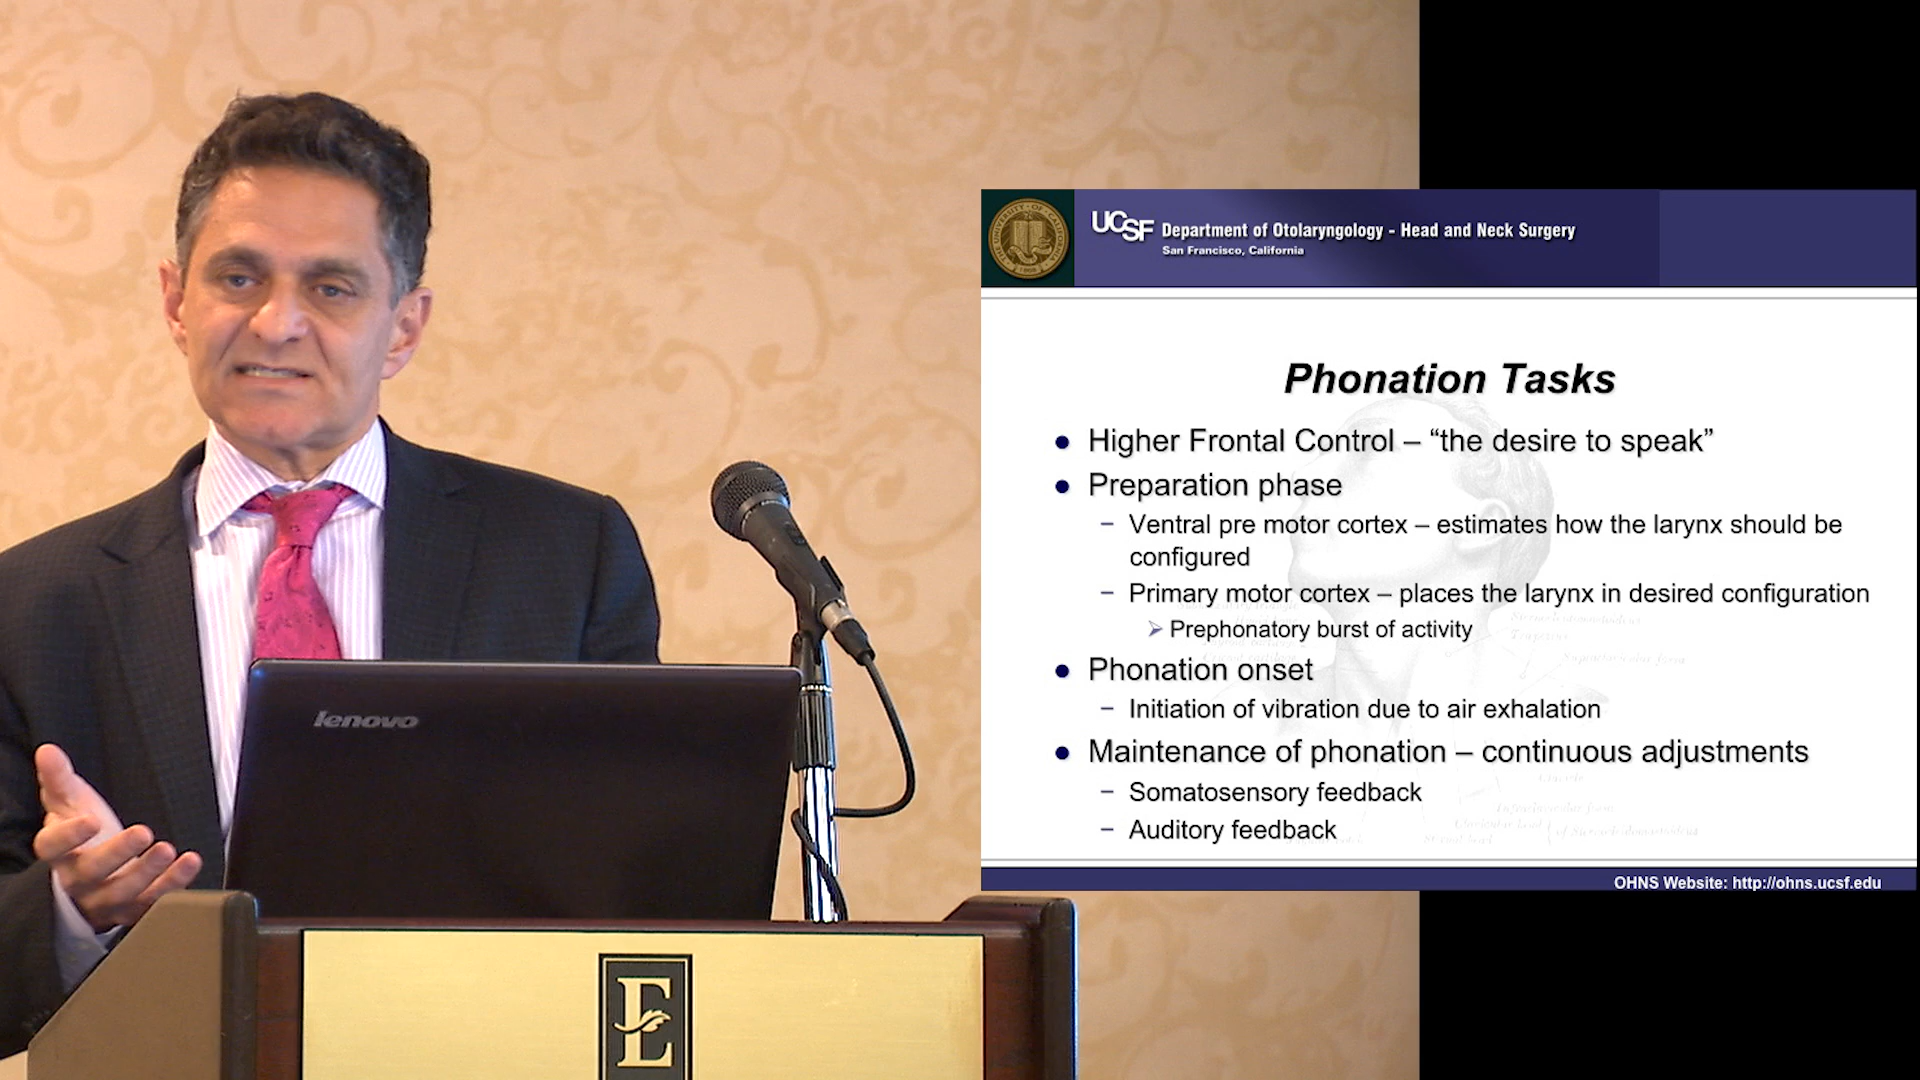 lenovo
E
UCSF Department of Otolaryngology - Head and Neck Surgery
San Francisco, California
Phonation Tasks
● Higher Frontal Control – “the desire to speak”
● Preparation phase
– Ventral pre motor cortex – estimates how the larynx should be
configured
– Primary motor cortex – places the larynx in desired configuration
➢ Prephonatory burst of activity
● Phonation onset
– Initiation of vibration due to air exhalation
● Maintenance of phonation – continuous adjustments
– Somatosensory feedback
– Auditory feedback
OHNS Website: http://ohns.ucsf.edu